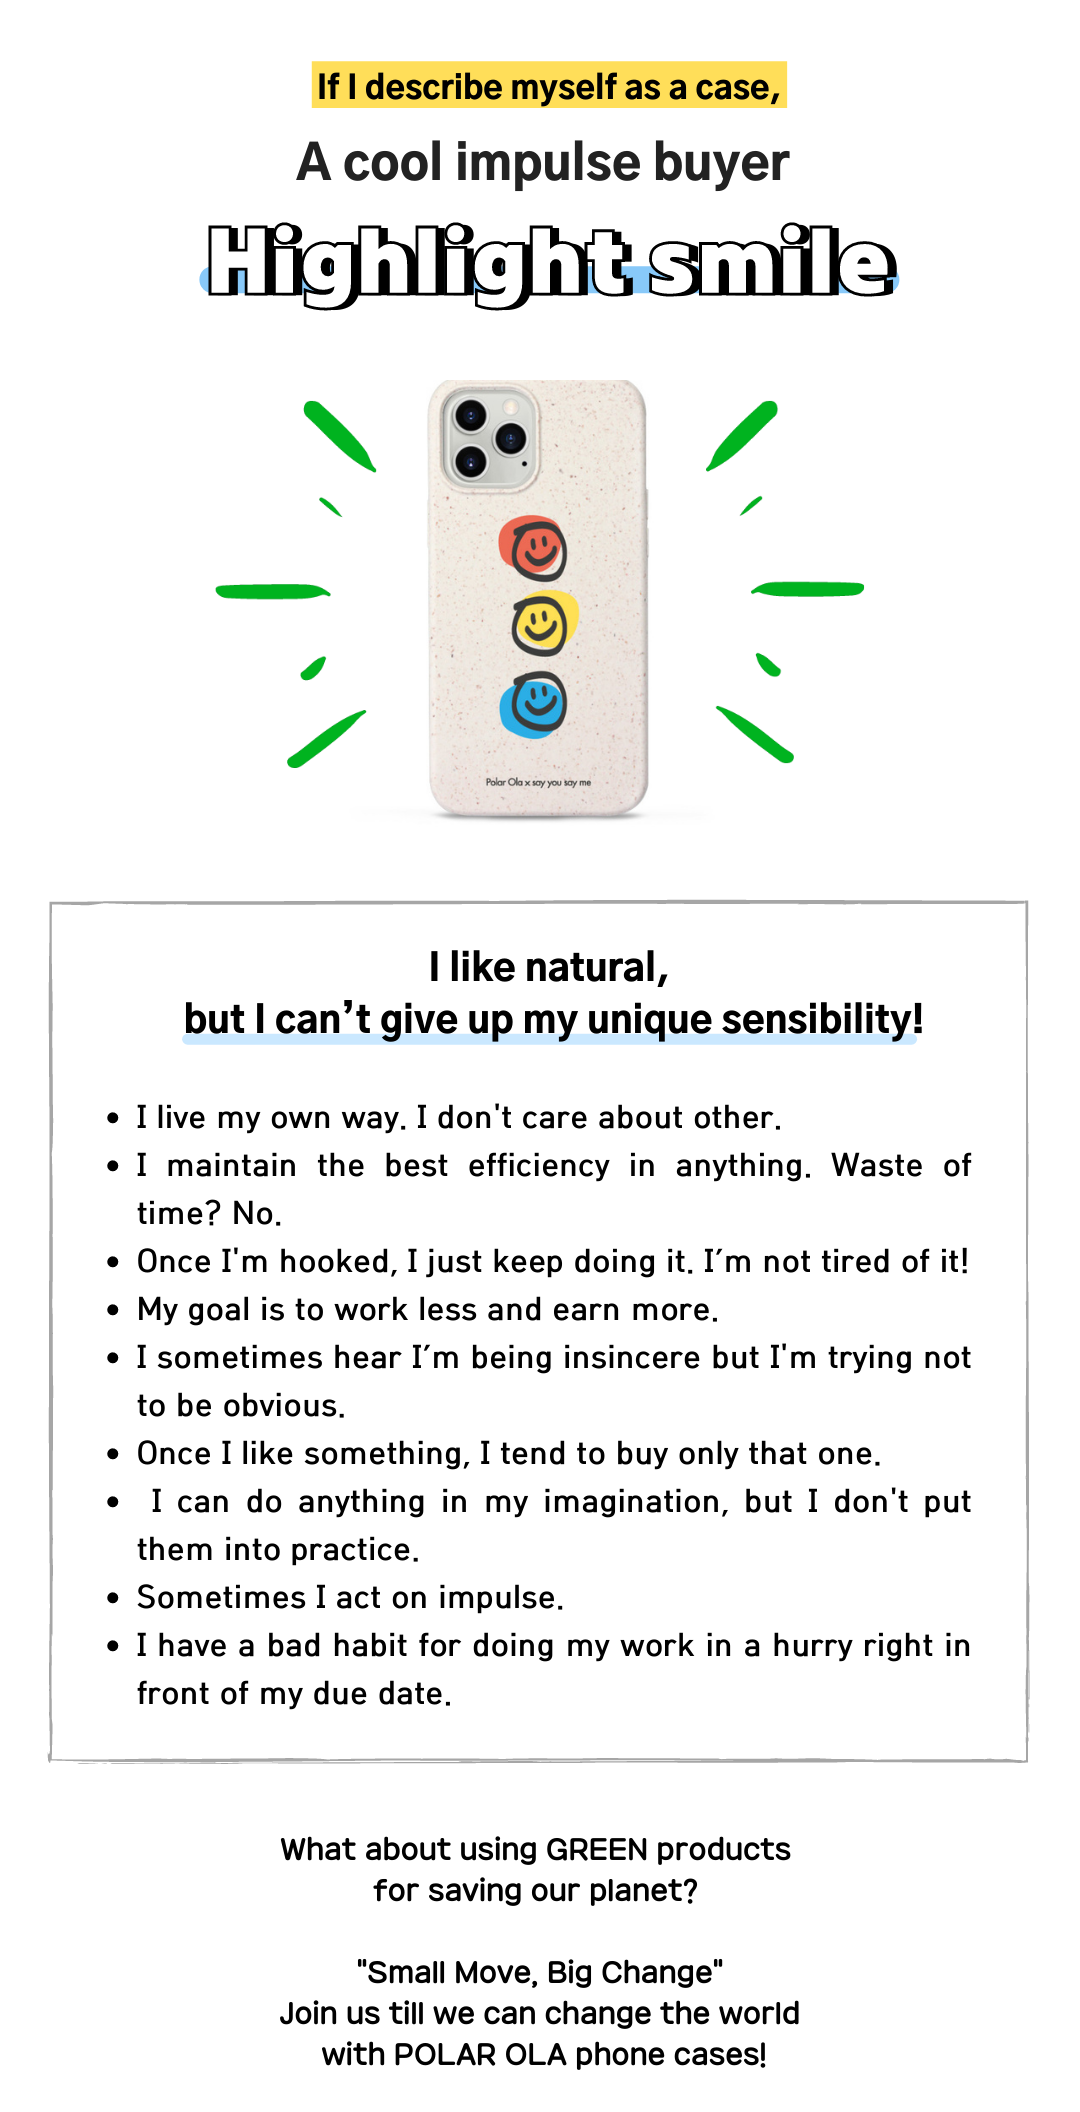 If I describe myself as a case,
A cool impulse buyer
Highlight smile
Polar Ola x say you say me
I like natural,
but I can’t give up my unique sensibility!
• I live my own way. I don't care about other.
• I maintain the best efficiency in anything. Waste of
time? No.
• Once I'm hooked, I just keep doing it. I′m not tired of it!
• My goal is to work less and earn more.
• I sometimes hear I′m being insincere but I'm trying not
to be obvious.
• Once I like something, I tend to buy only that one.
• I can do anything in my imagination, but I don't put
them into practice.
• Sometimes I act on impulse.
• I have a bad habit for doing my work in a hurry right in
front of my due date.
What about using GREEN products
for saving our planet?
"Small Move, Big Change"
Join us till we can change the world
with POLAR OLA phone cases!